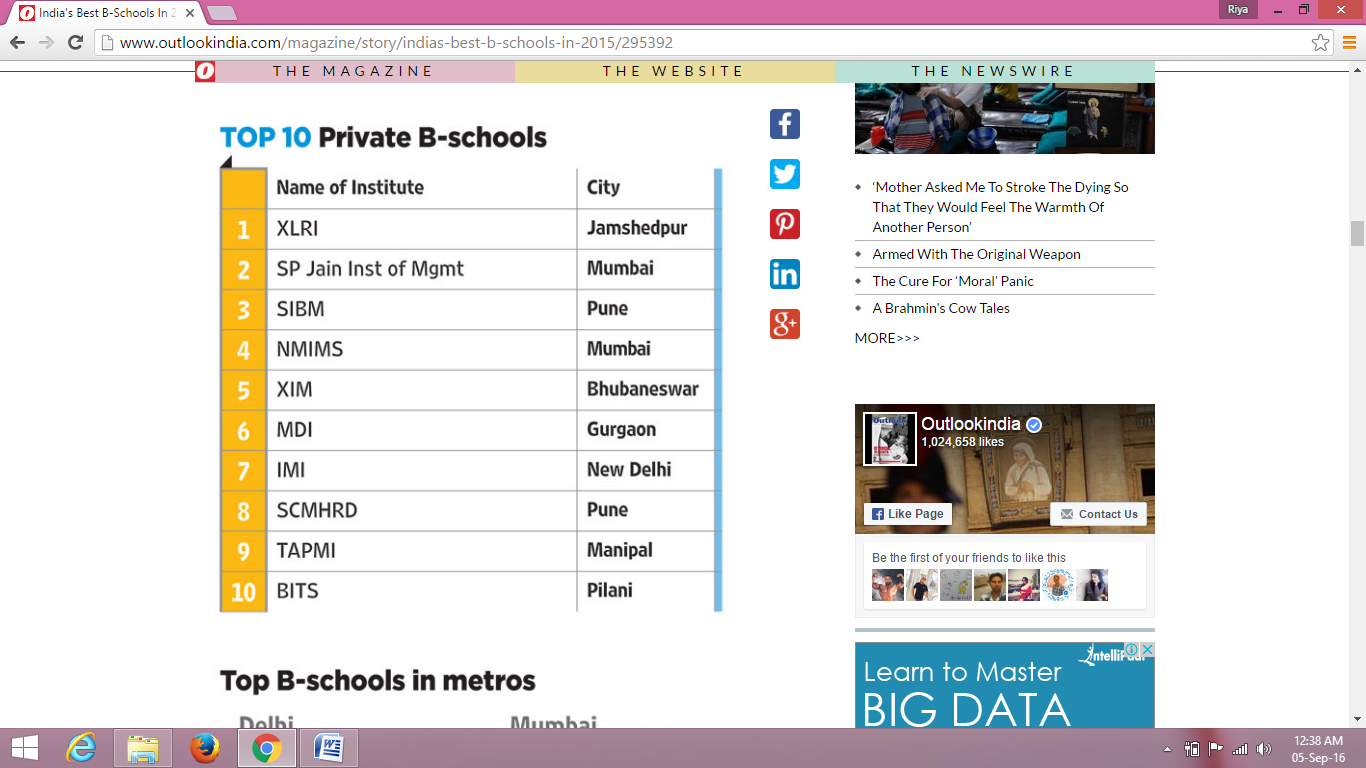 India's Best B-Schools In 2
Riya
www.outlookindia.com/magazine/story/indias-best-b-schools-in-2015/295392
THE MAGAZINE THE WEBSITE THE NEWSWIRE
TOP 10 Private B-schools
Name of Institute City
1 XLRI Jamshedpur
2 SP Jain Inst of Mgmt Mumbai
3 SIBM Pune
4 NMIMS Mumbai
5 XIM Bhubaneswar
6 MDI Gurgaon
7 IMI New Delhi
8 SCMHRD Pune
9 TAPMI Manipal
10 BITS Pilani
Top B-schools in metros
Delhi Mumbai
‘Mother Asked Me To Stroke The Dying So
That They Would Feel The Warmth Of
Another Person’
Armed With The Original Weapon
The Cure For ‘Moral’ Panic
A Brahmin's Cow Tales
MORE>>>
Outlookindia
1,024,658 likes
Like Page
Contact Us
Be the first of your friends to like this
IntelliPaat
Learn to Master
BIG DATA
12:38 AM
05-Sep-16